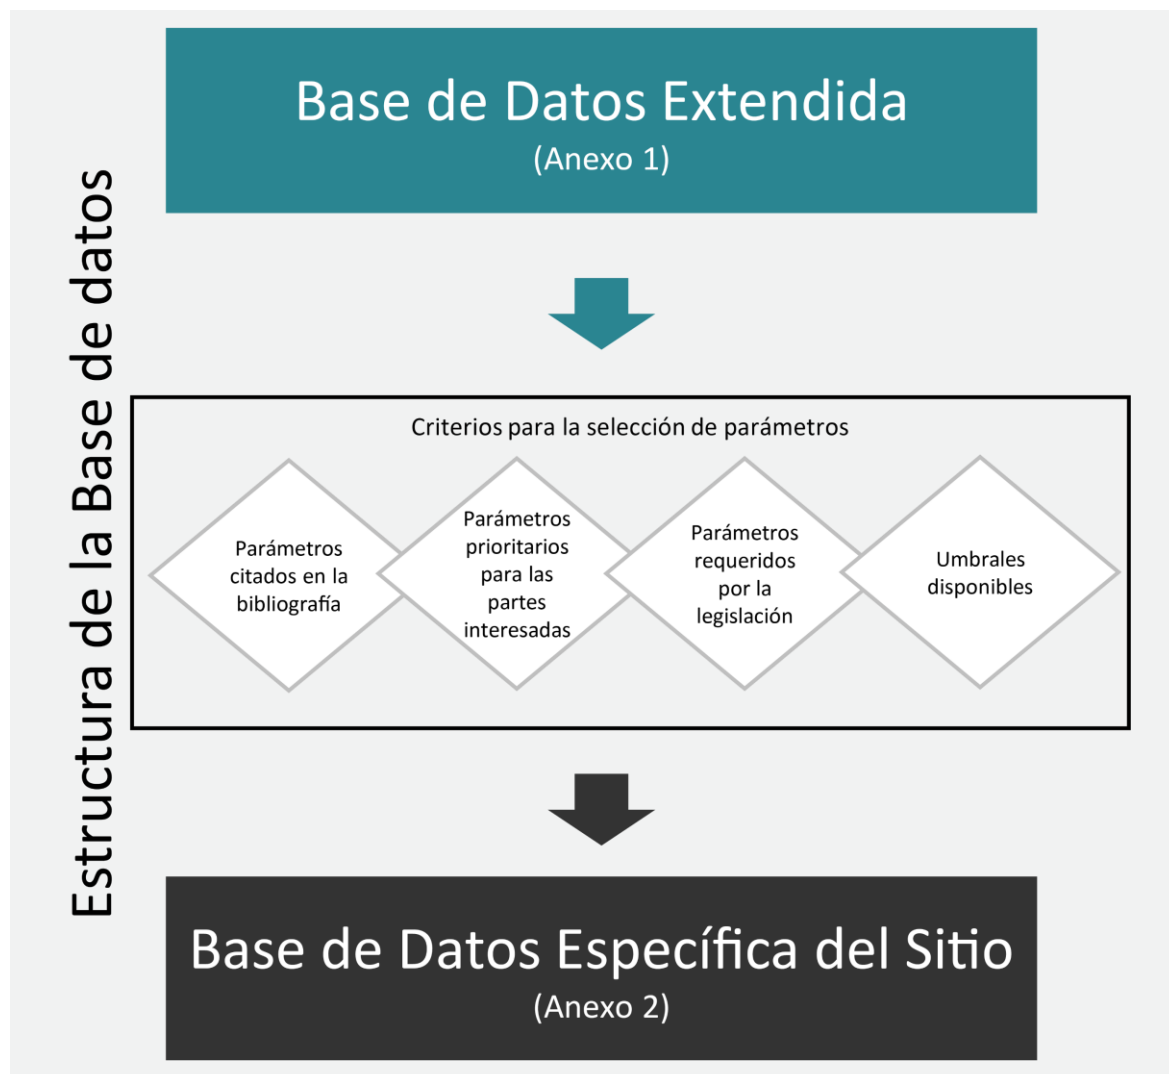 Estructura de la Base de datos
Base de Datos Extendida
(Anexo 1)
Criterios para la selección de parámetros
Parámetros
citados en la
bibliografía
Parámetros
prioritarios
para las
partes
interesadas
Parámetros
requeridos
por la
legislación
Umbrales
disponibles
Base de Datos Específica del Sitio
(Anexo 2)